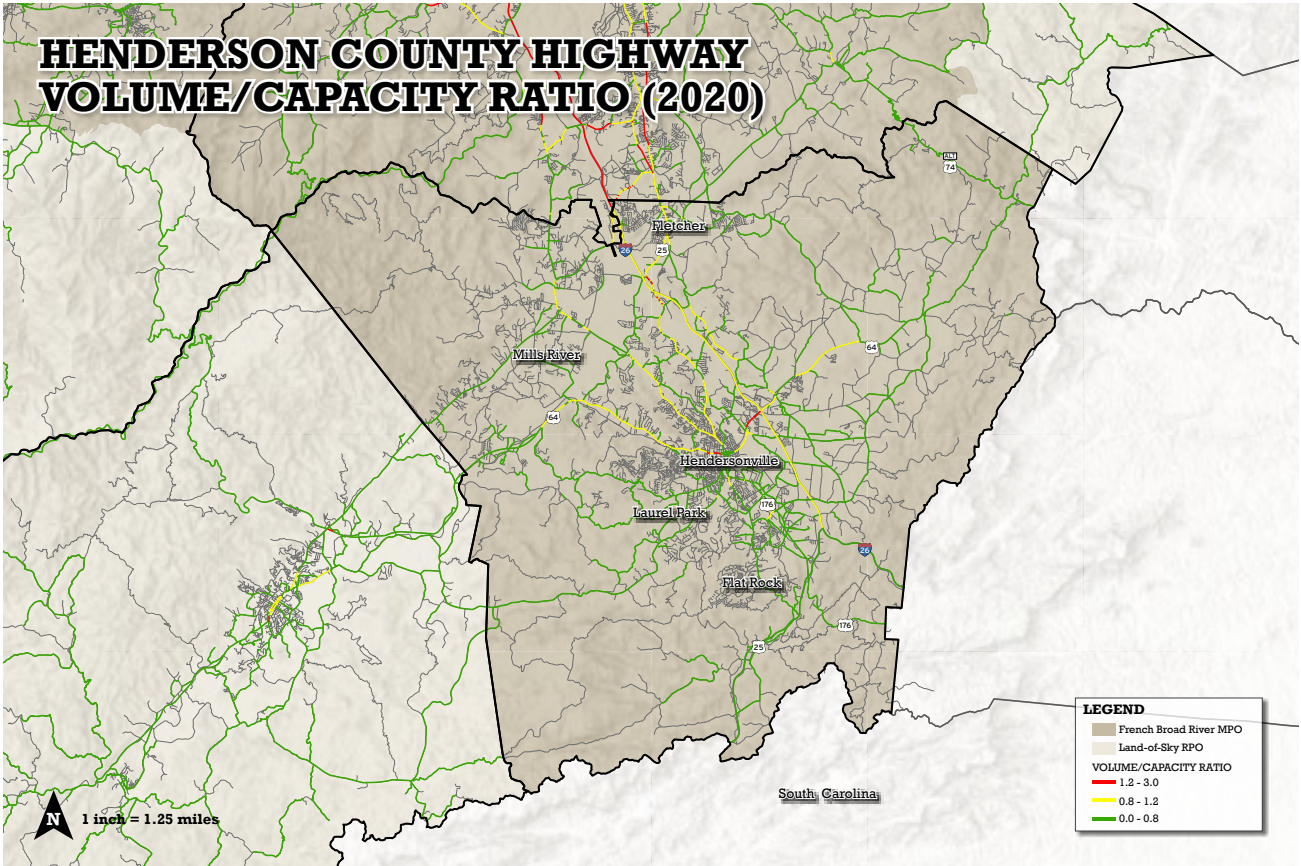 HENDERSON COUNTY HIGHWAY
VOLUME/CAPACITY RATIO (2020)
ALT
74
Fletcher
26
25
64
Mills River
64
Hendersonville
176
Laurel Park
26
Flat Rock
176
25
LEGEND
French Broad River MPO
Land-of-Sky RPO
VOLUME/CAPACITY RATIO
1.2 - 3.0
0.8 - 1.2
0.0 - 0.8
South Carolina
N
1 inch = 1.25 miles